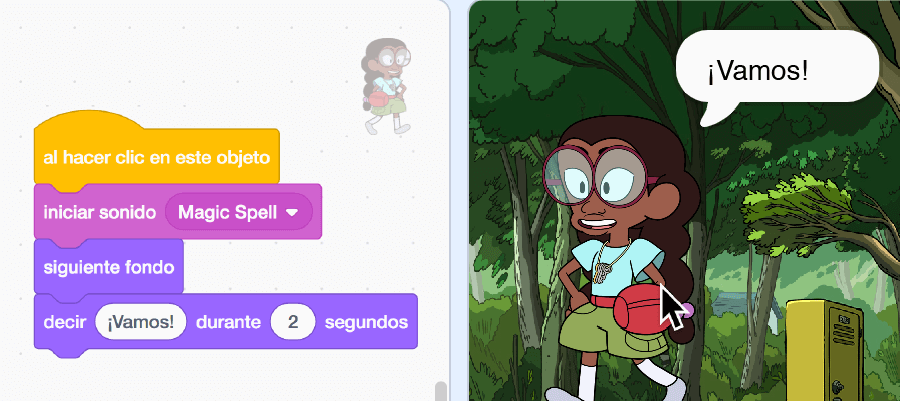 al hacer clic en este objeto
iniciar sonido Magic Spell
siguiente fondo
decir ¡Vamos! durante 2 segundos
¡Vamos!